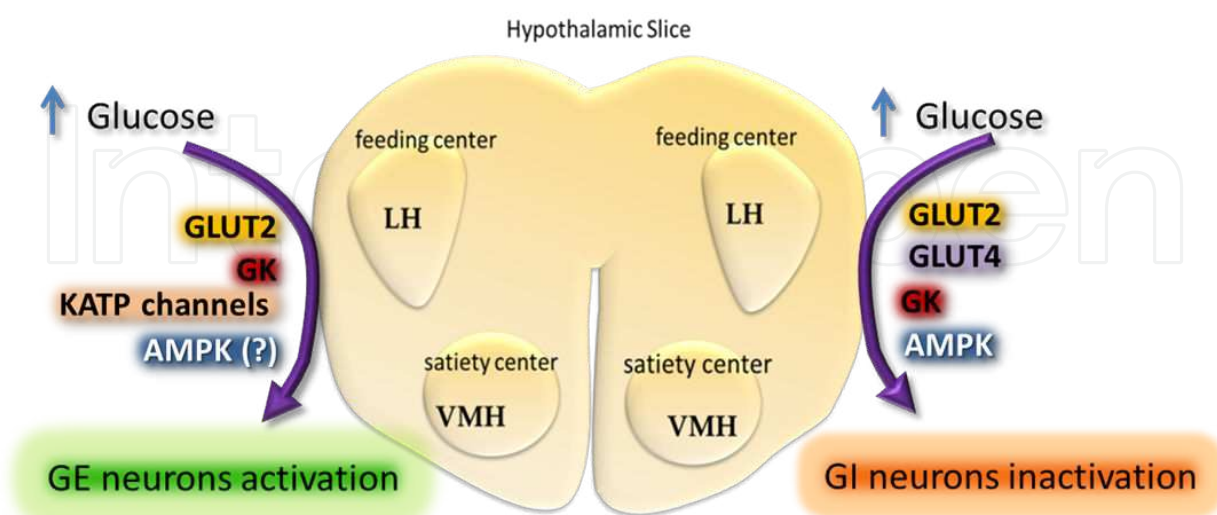 Hypothalamic Slice
↑ Glucose
GLUT2
GK
KATP channels
AMPK (?)
GE neurons activation
feeding center
LH
feeding center
LH
satiety center
VMH
satiety center
VMH
↑ Glucose
GLUT2
GLUT4
GK
AMPK
GI neurons inactivation